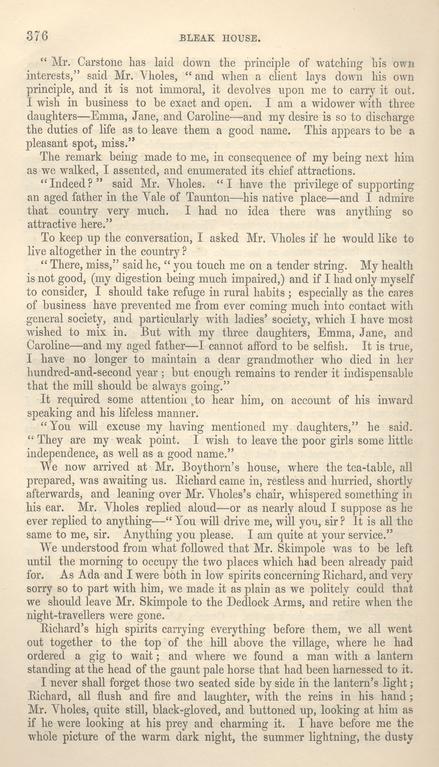 376
BLEAK HOUSE.
“ Mr. Carstone has laid down the principle of watching his own
interests,” said Mr. Vholes, “ and when a client lays down his own
principle, and it is not immoral, it devolves upon me to carry it out.
I wish in business to be exact and open. I am a widower with three
daughters—Emma, Jane, and Caroline—and my desire is so to discharge
the duties of life as to leave them a good name. This appears to be a
pleasant spot, miss.”
The remark being made to me, in consequence of my being next him
as we walked, I assented, and enumerated its chief attractions.
“ Indeed ? ” said Mr. Vholes. “ I have the privilege of supporting
an aged father in the Vale of Taunton—his native place—and I admire
that country very much. I had no idea there was anything so
attractive here.”
To keep up the conversation, I asked Mr. Vholes if he would like to
live altogether in the country ?
“ There, miss,” said he, “ you touch me on a tender string. My health
is not good, (my digestion being much impaired,) and if I had only myself
to consider, I should take refuge in rural habits ; especially as the cares
of business have prevented me from ever coming much into contact with
general society, and particularly with ladies’ society, which I have most
wished to mix in. But with my three daughters, Emma, Jane, and
Caroline—and my aged father—I cannot afford to be selfish. It is true,
I have no longer to maintain a dear grandmother who died in her
hundred-and-second year ; but enough remains to render it indispensable
that the mill should be always going.”
It required some attention to hear him, on account of his inward
speaking and his lifeless manner.
“ You will excuse my having mentioned my daughters,” he said.
“ They are my weak point. I wish to leave the poor girls some little
independence, as well as a good name.”
We now arrived at Mr. Boythorn’s house, where the tea-table, all
prepared, was awaiting us. Richard came in, restless and hurried, shortly
afterwards, and leaning over Mr. Vholes’s chair, whispered something in
his ear. Mr. Vholes replied aloud—or as nearly aloud I suppose as he
ever replied to anything—“ You will drive me, will you, sir ? It is all the
same to me, sir. Anything you please. I am quite at your service.”
We understood from what followed that Mr. Skimpole was to be left
until the morning to occupy the two places which had been already paid
for. As Ada and I were both in low spirits concerning Richard, and very
sorry so to part with him, we made it as plain as we politely could that
we should leave Mr. Skimpole to the Dedlock Arms, and retire when the
night-travellers were gone.
Richard’s high spirits carrying everything before them, we all went
out together to the top of the hill above the village, where he had
ordered a gig to wait ; and where we found a man with a lantern
standing at the head of the gaunt pale horse that had been harnessed to it.
I never shall forget those two seated side by side in the lantern’s light ;
Richard, all flush and fire and laughter, with the reins in his hand ;
Mr. Vholes, quite still, black-gloved, and buttoned up, looking at him as
if he were looking at his prey and charming it. I have before me the
whole picture of the warm dark night, the summer lightning, the dusty